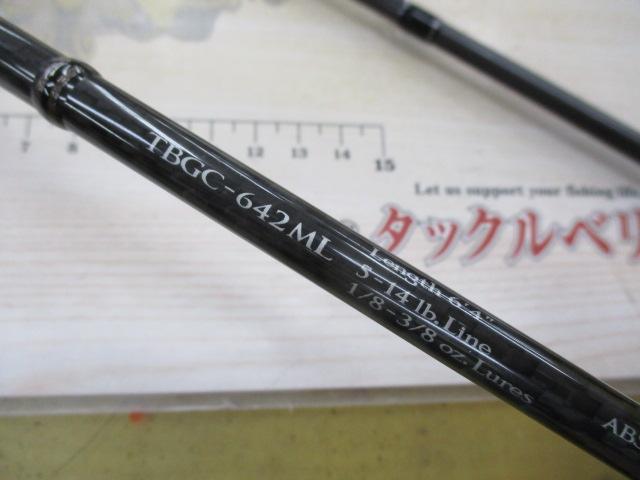 TBGC-642ML
Length 6'4"
5-14 lb. Line
1/8-3/8 oz. Lures
7 8 12 13 14 15
Let us support your fishing life
タックルベリ